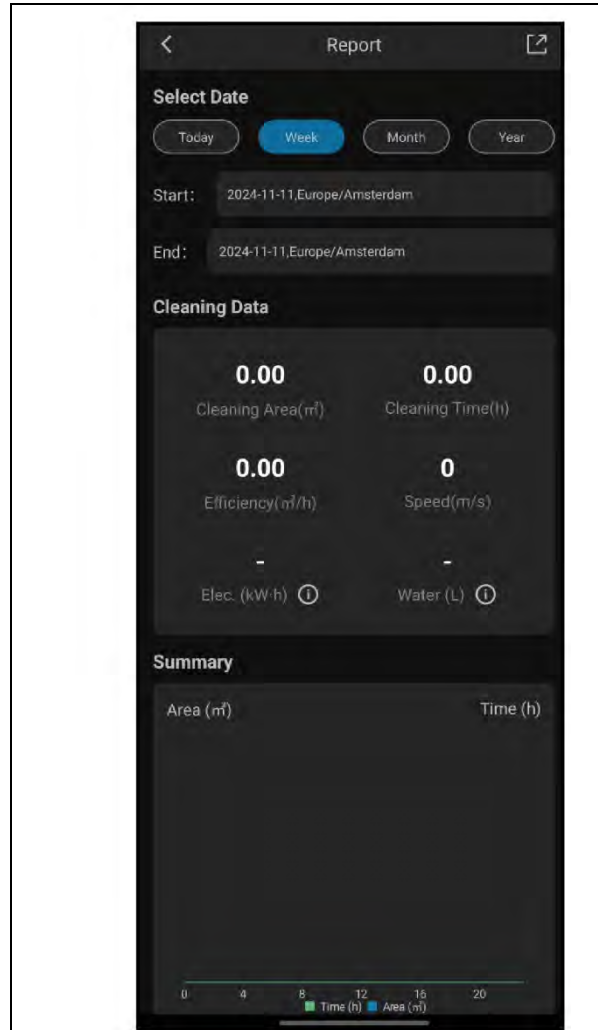 Report
Select Date
Today Week Month Year
Start: 2024-11-11,Europe/Amsterdam
End: 2024-11-11,Europe/Amsterdam
Cleaning Data
0.00 0.00
Cleaning Area(㎡) Cleaning Time(h)
0.00 0
Efficiency(㎡/h) Speed(m/s)
- -
Elec. (kW·h) Water (L)
Summary
Area (㎡) Time (h)
0 4 8 12 16 20
Time (h) Area (㎡)